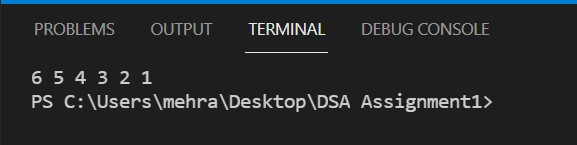 PROBLEMS OUTPUT TERMINAL DEBUG CONSOLE
6 5 4 3 2 1
PS C:\Users\mehra\Desktop\DSA Assignment1>